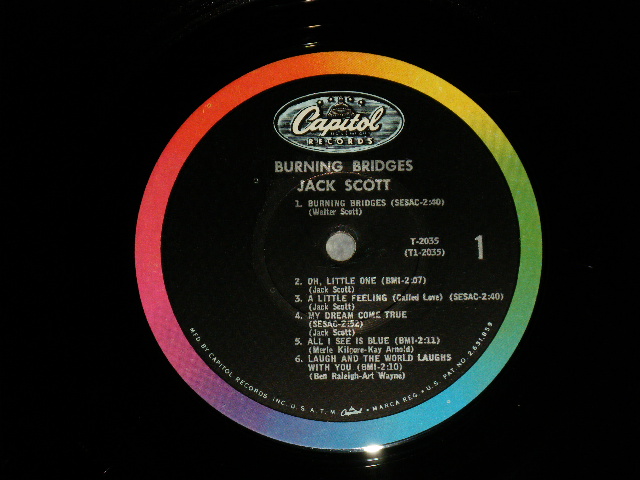 Capitol
RECORDS
BURNING BRIDGES
JACK SCOTT
1. BURNING BRIDGES (SESAC-2:40)
(Walter Scott)
T-2035
(T1-2035)
1
2. OH, LITTLE ONE (BMI-2:07)
(Jack Scott)
3. A LITTLE FEELING (Called Love) (SESAC-2:40)
(Jack Scott)
4. MY DREAM COME TRUE
(SESAC-2:52)
(Jack Scott)
5. ALL I SEE IS BLUE (BMI-2:11)
(Merle Kilgore-Kay Arnold)
6. LAUGH AND THE WORLD LAUGHS
WITH YOU (BMI-2:10)
(Ben Raleigh-Art Wayne)
MFD BY CAPITOL RECORDS INC. U.S.A. T.M. Capitol • MARCA REG. • U.S. PAT. NO. 2,631,859